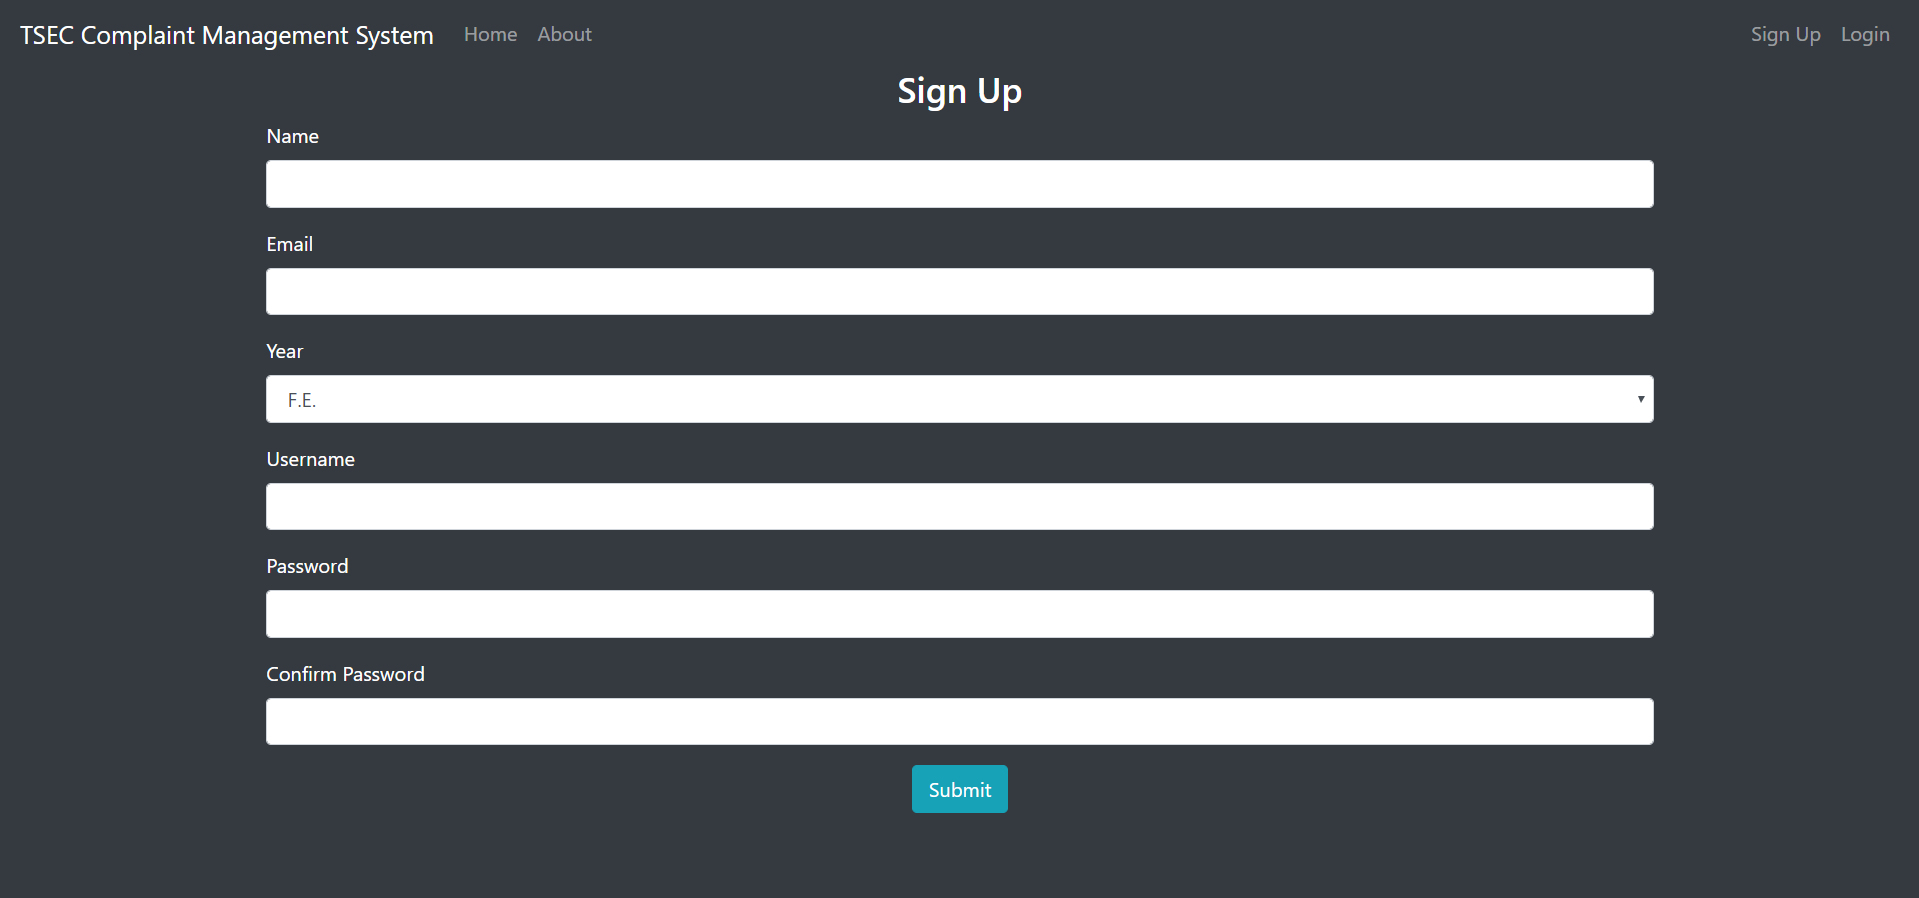 TSEC Complaint Management System Home About Sign Up Login
Sign Up
Name
Email
Year
F.E.
Username
Password
Confirm Password
Submit